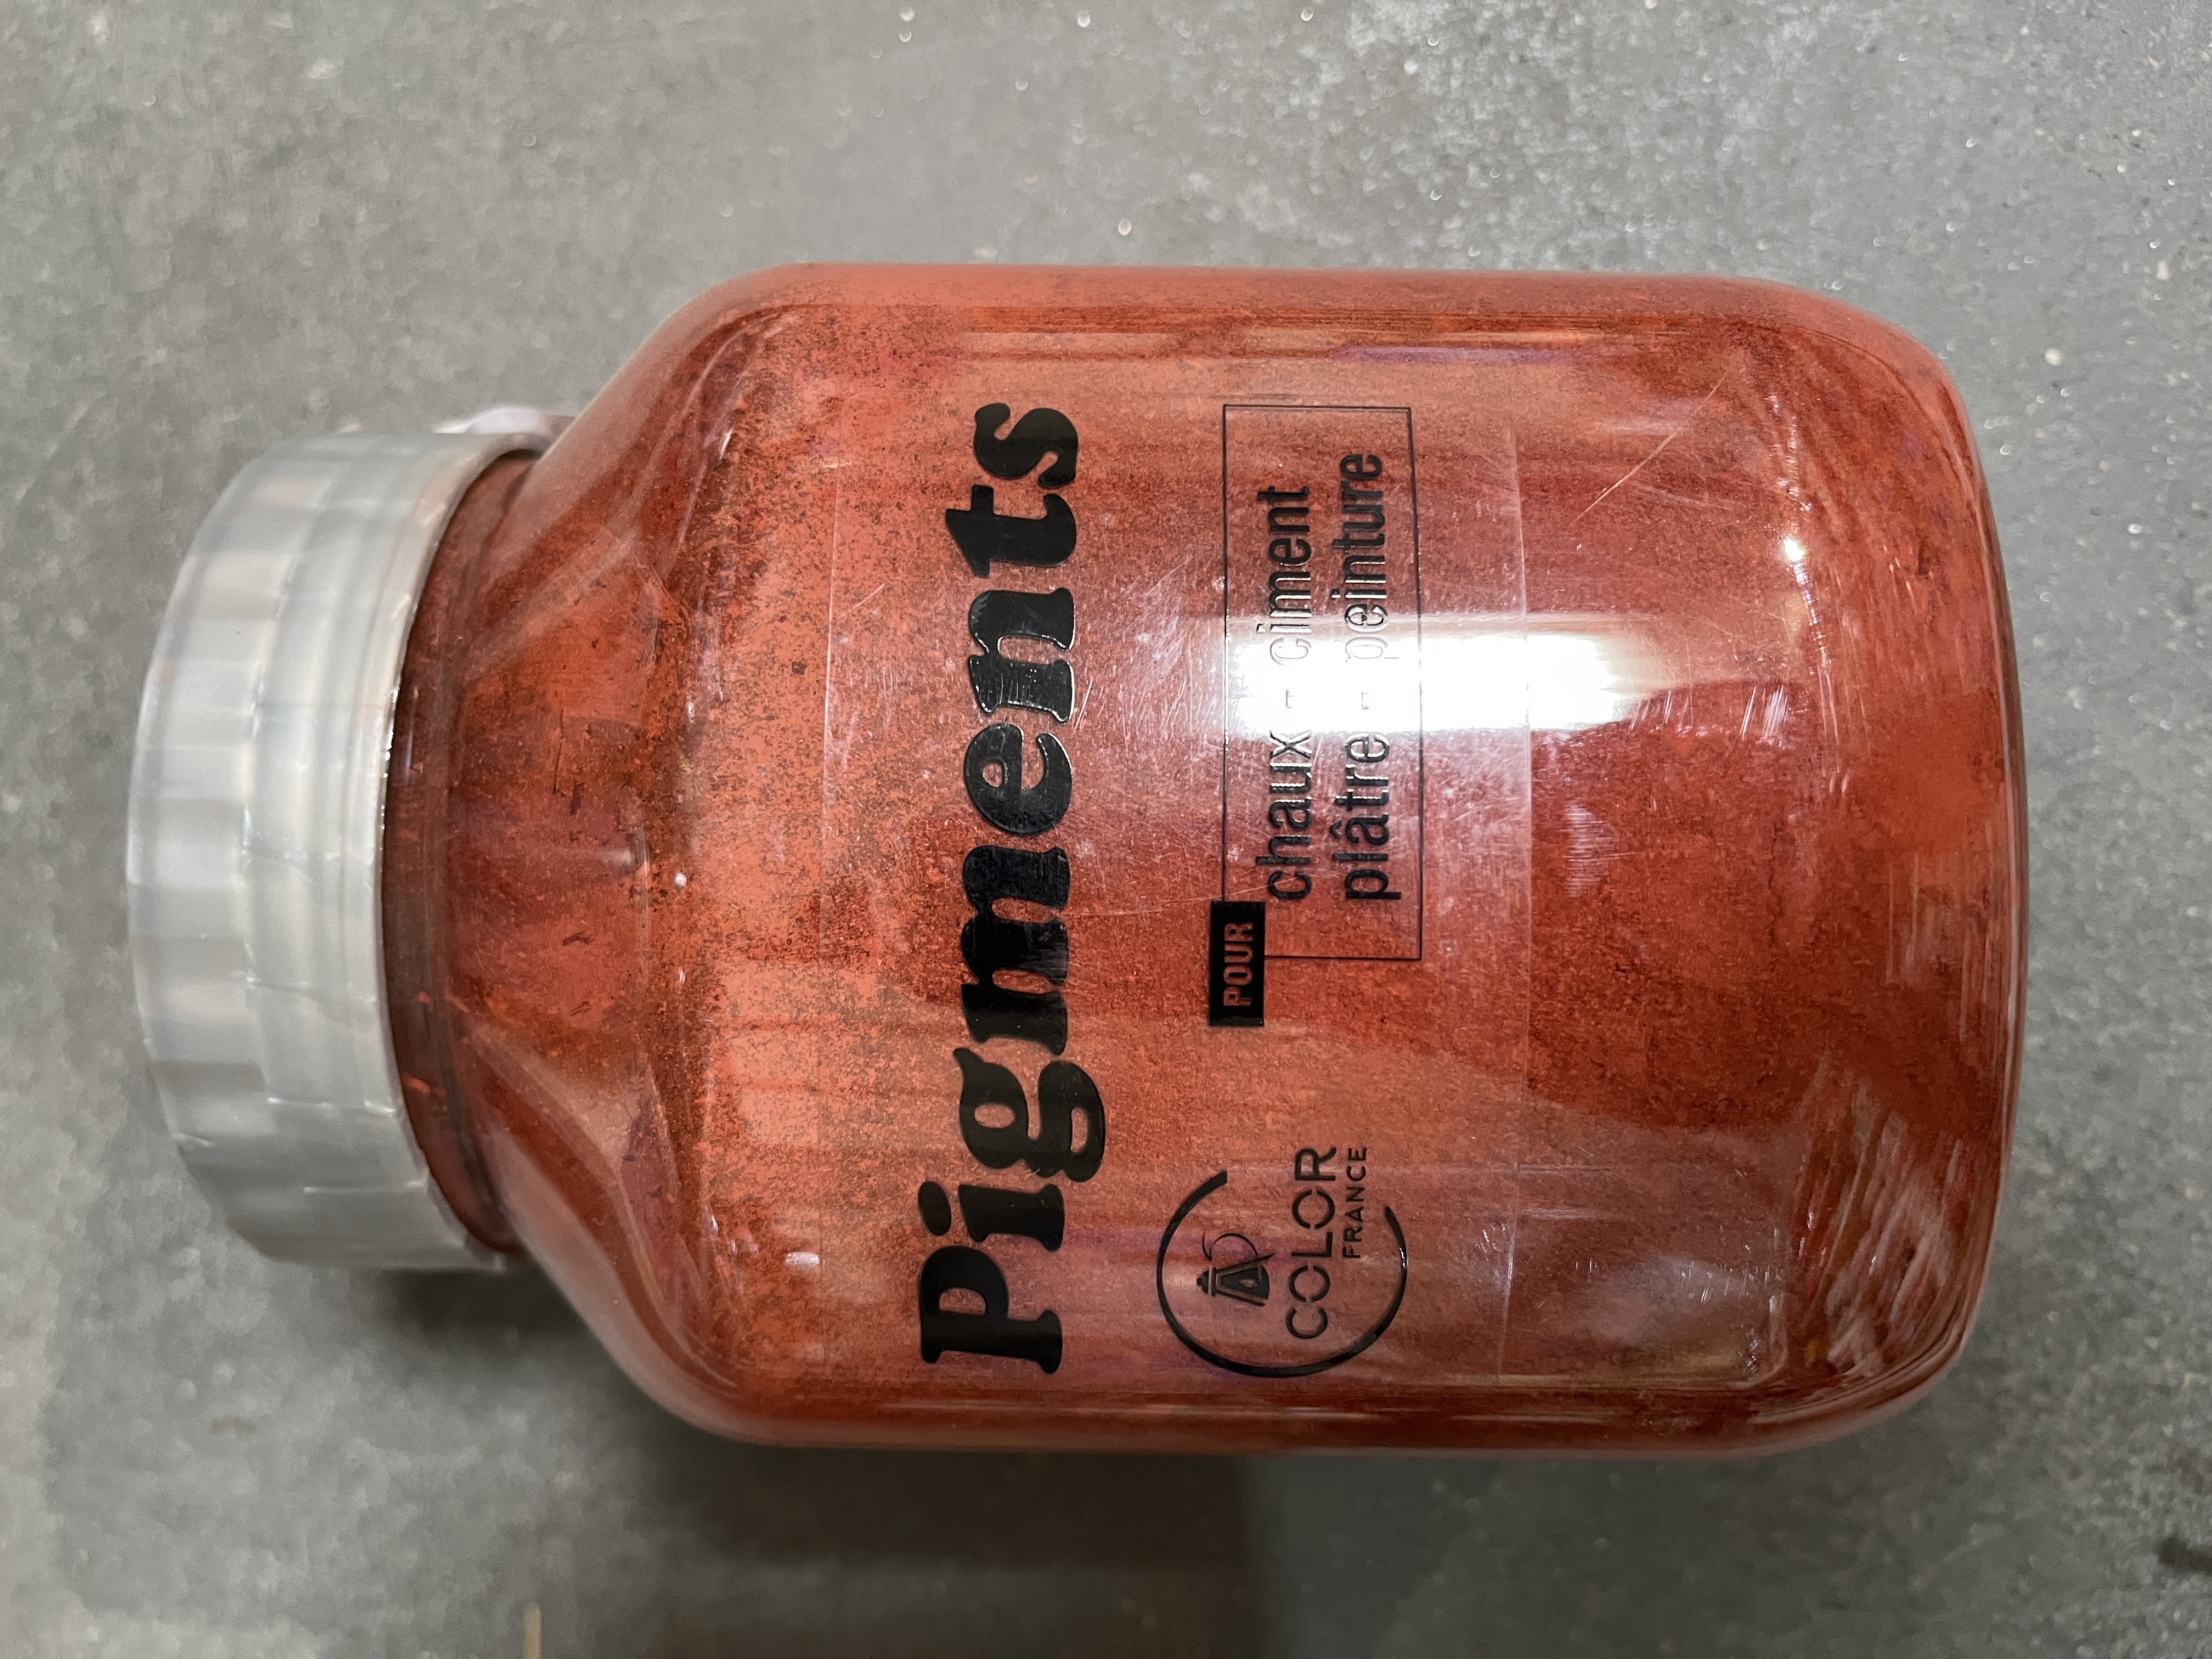 Pigments
POUR
chaux - ciment
plâtre - peinture
COLOR
FRANCE